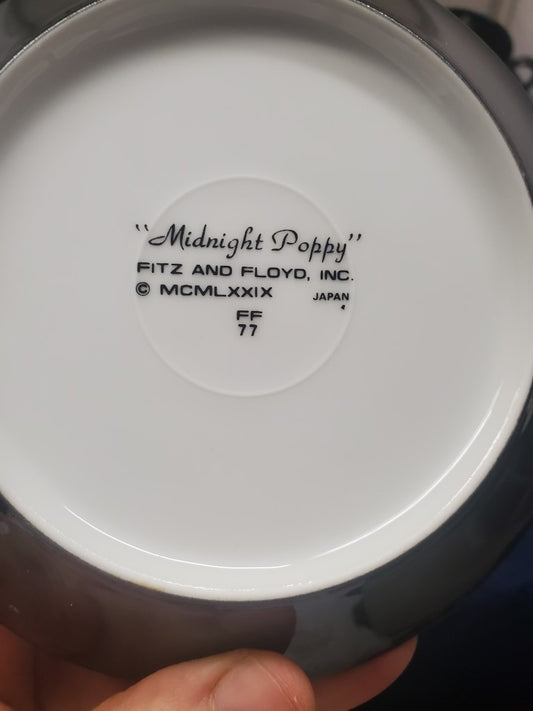 "Midnight Poppy"
FITZ AND FLOYD, INC.
© MCMLXXIX JAPAN
FF
77